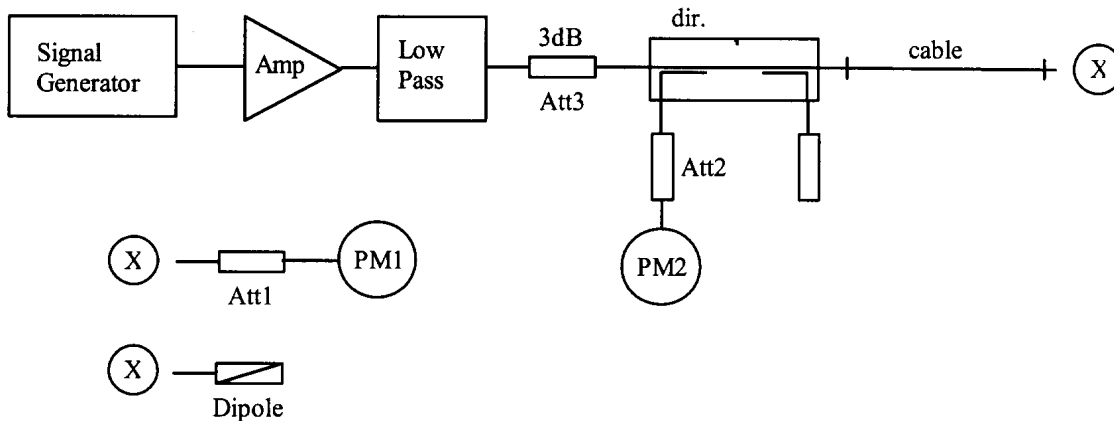 dir.
Signal
Generator
Amp
Low
Pass
3dB
Att3
cable
X
Att2
X
Att1
PM1
PM2
X
Dipole